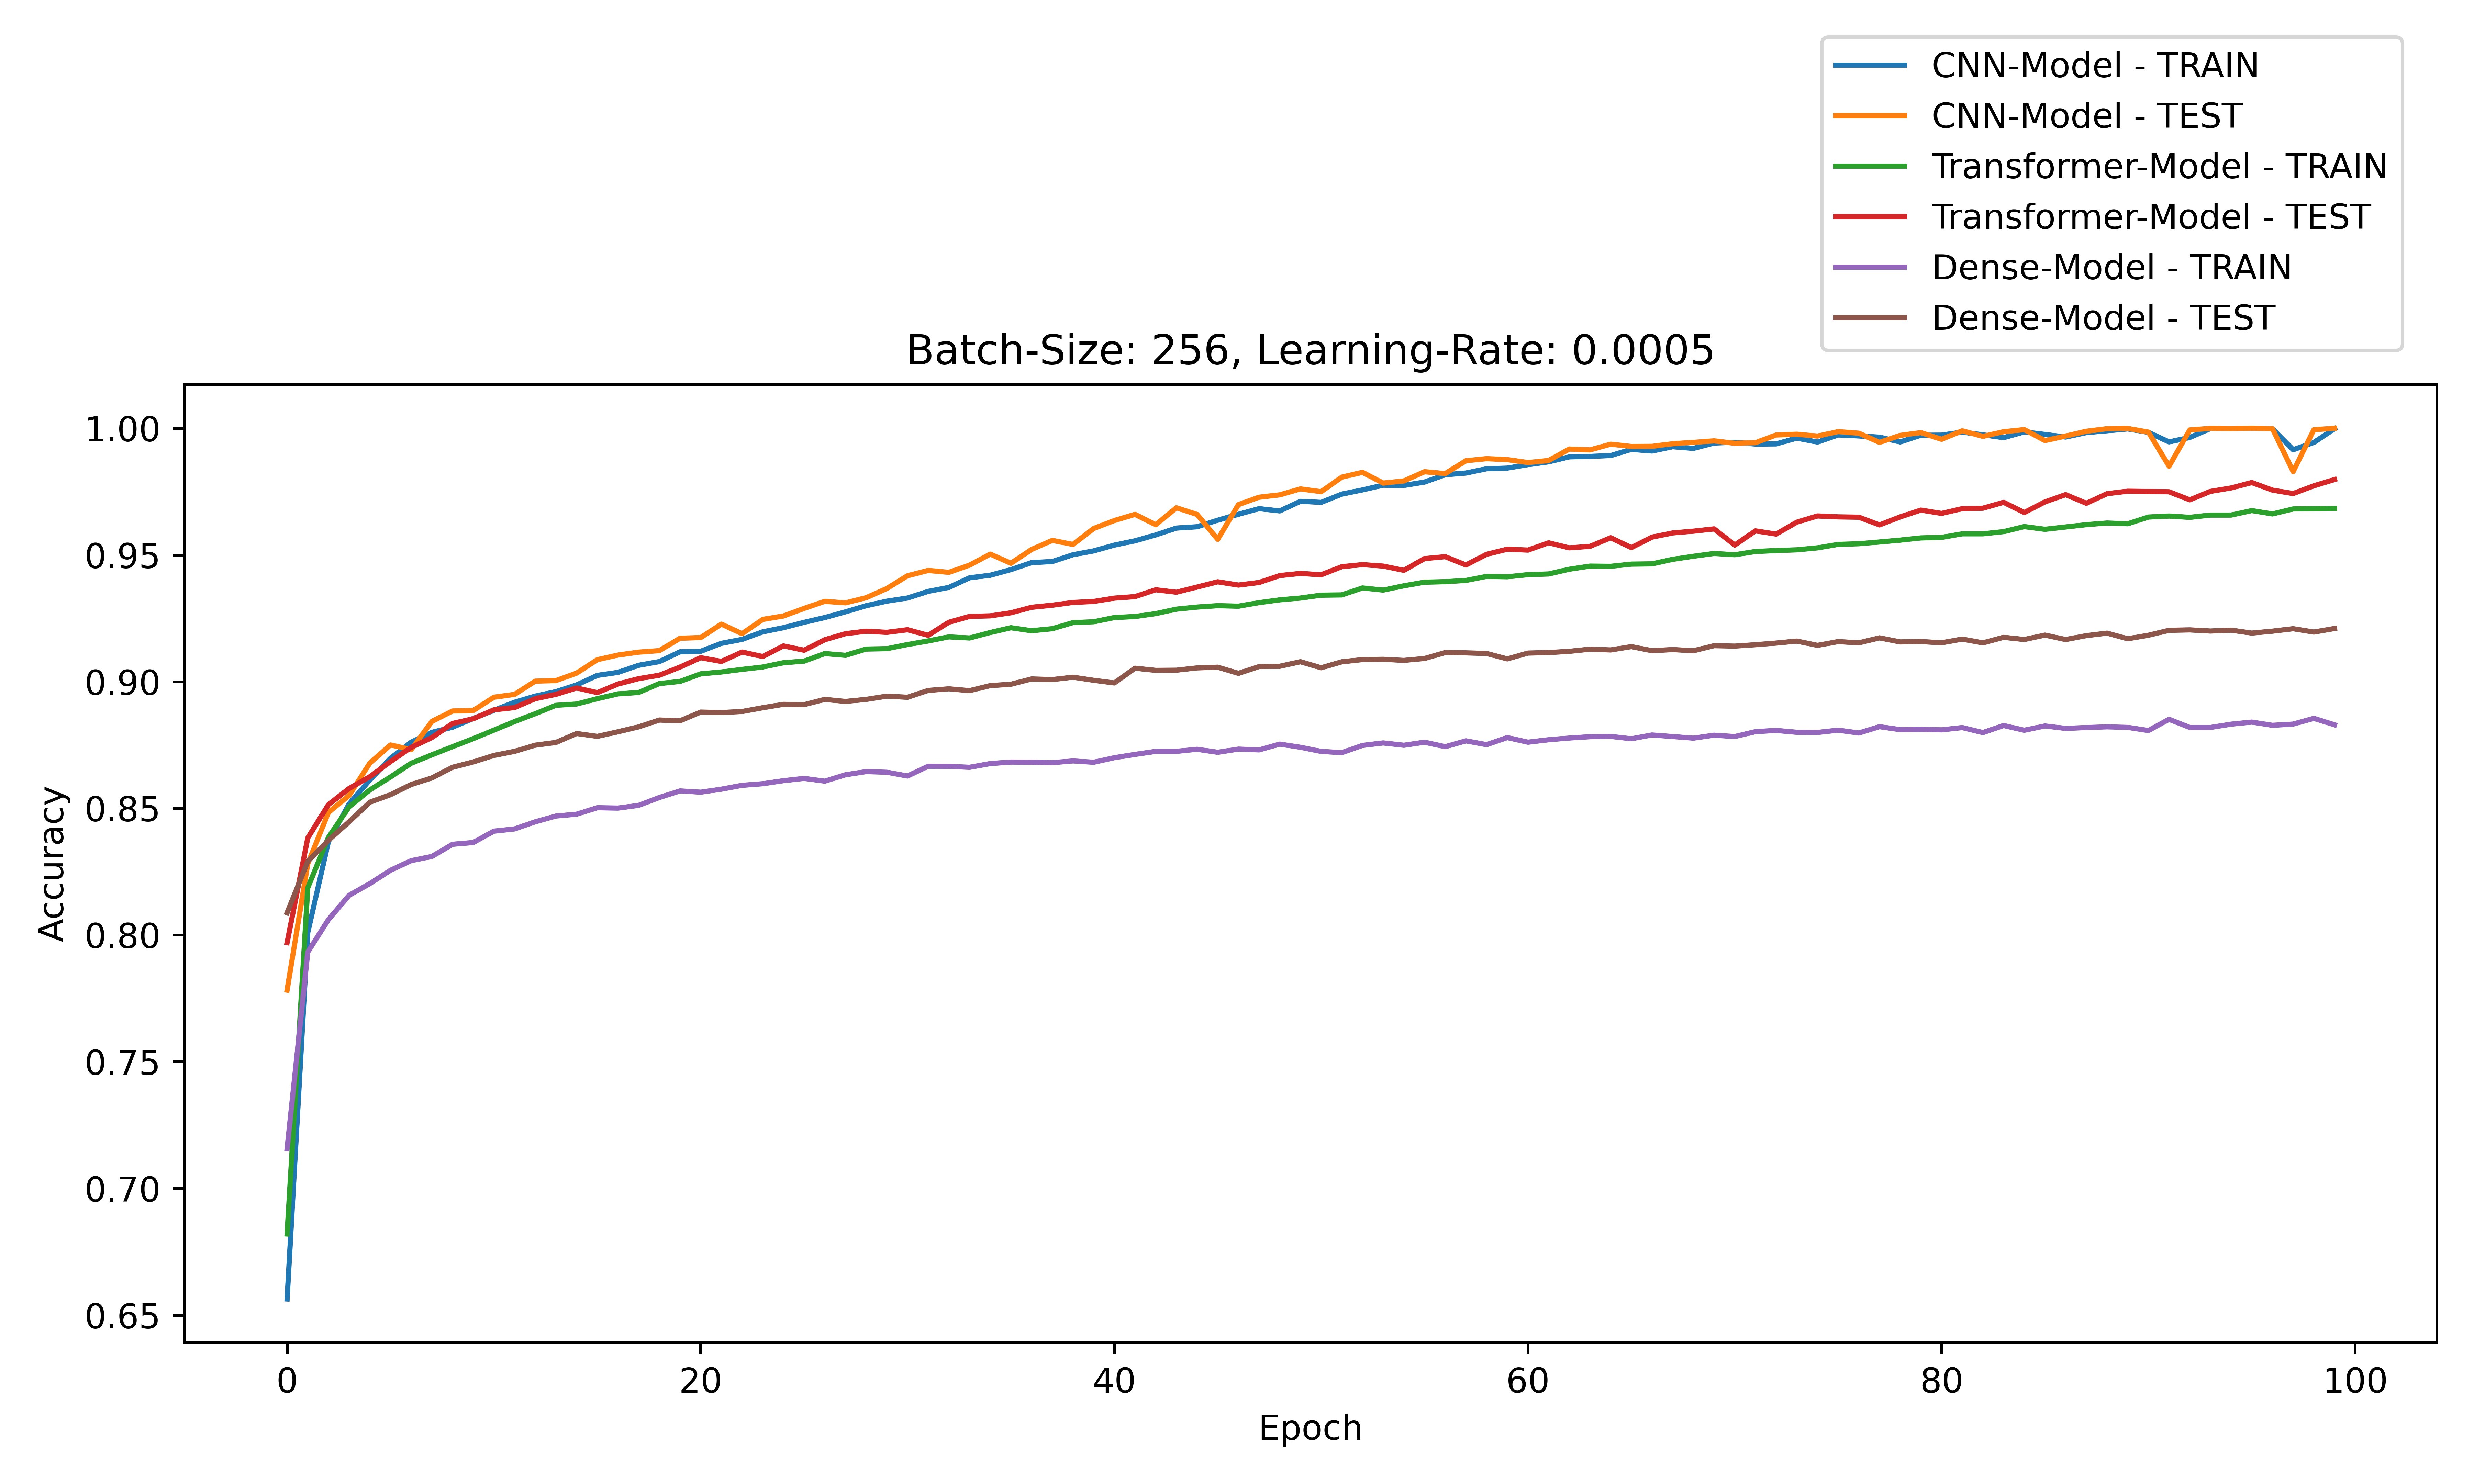 CNN-Model - TRAIN
CNN-Model - TEST
Transformer-Model - TRAIN
Transformer-Model - TEST
Dense-Model - TRAIN
Dense-Model - TEST
Batch-Size: 256, Learning-Rate: 0.0005
1.00
0.95
0.90
0.85
0.80
0.75
0.70
0.65
Accuracy
0 20 40 60 80 100
Epoch